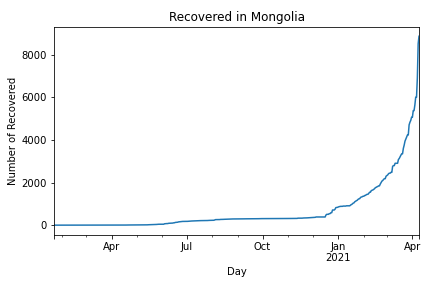 Recovered in Mongolia
Number of Recovered
8000
6000
4000
2000
0
Apr
Jul
Oct
Jan
2021
Apr
Day